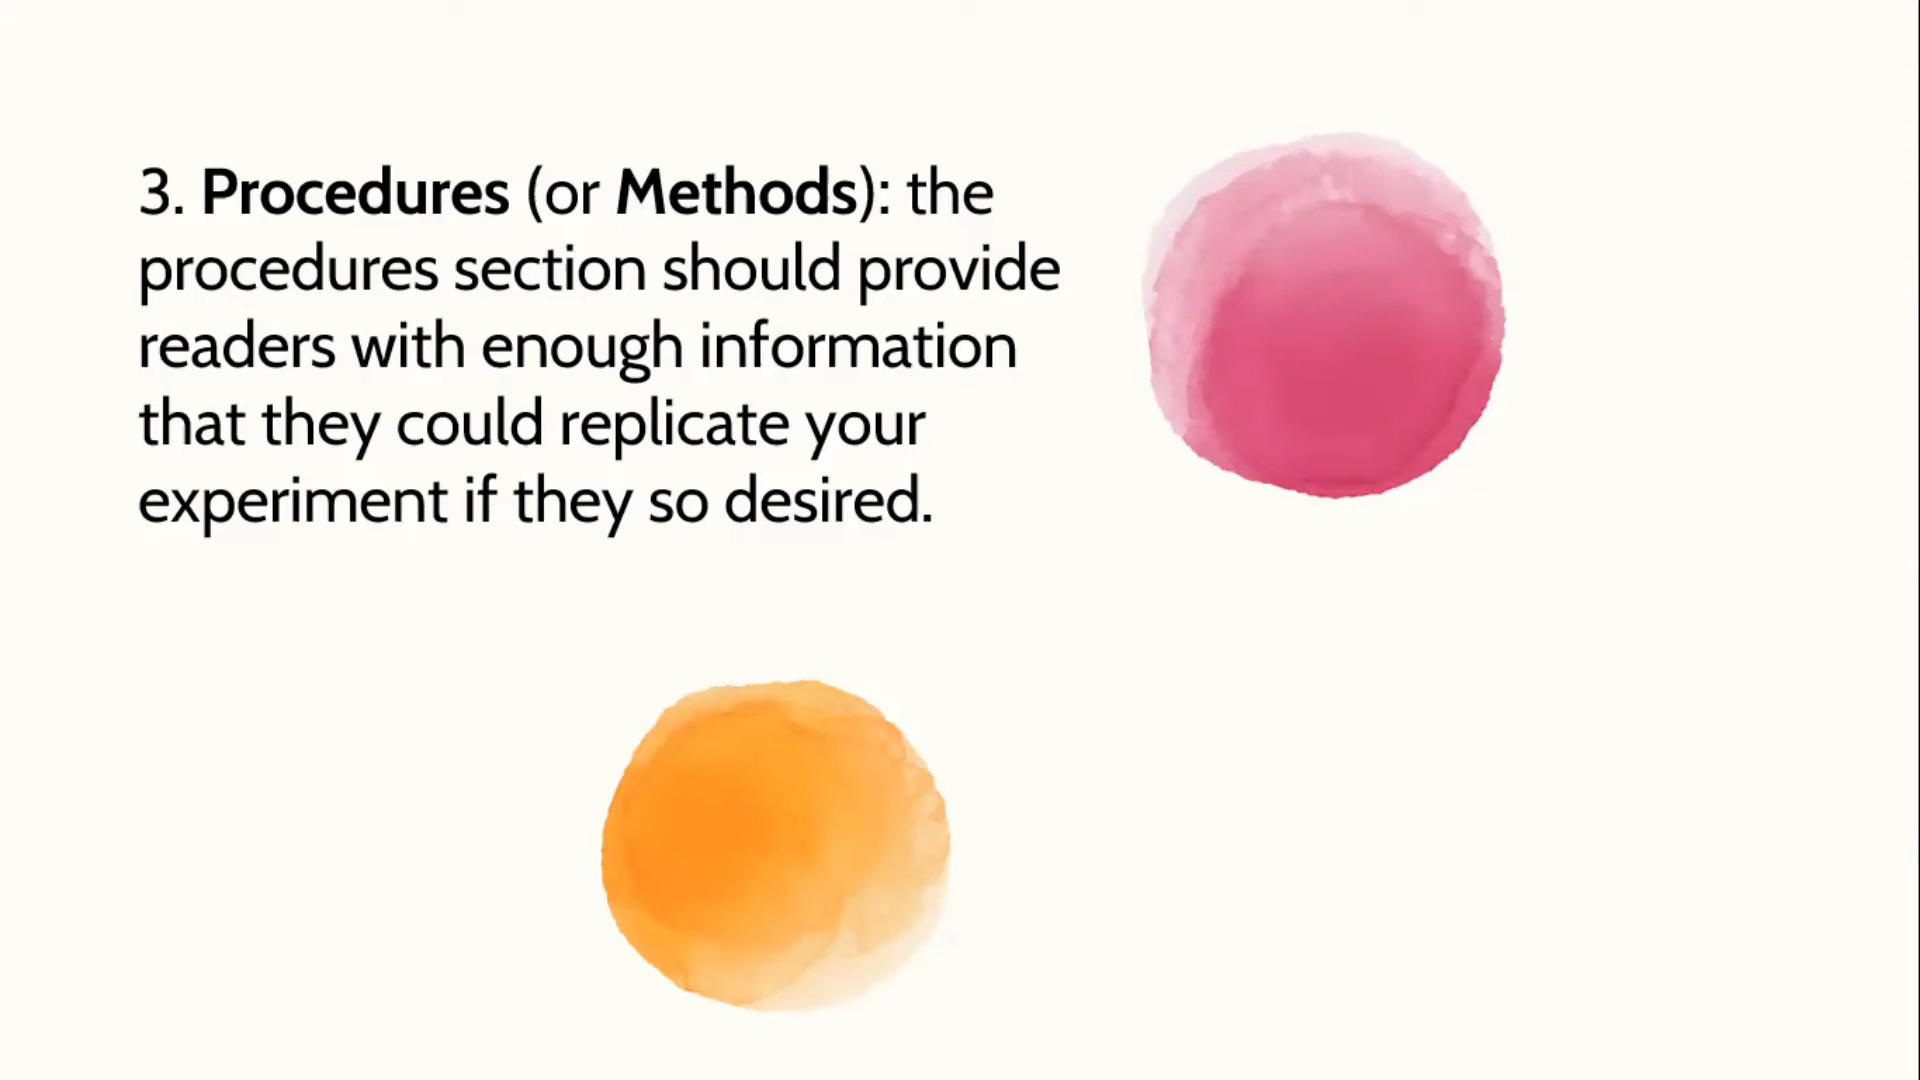 3. Procedures (or Methods): the
procedures section should provide
readers with enough information
that they could replicate your
experiment if they so desired.